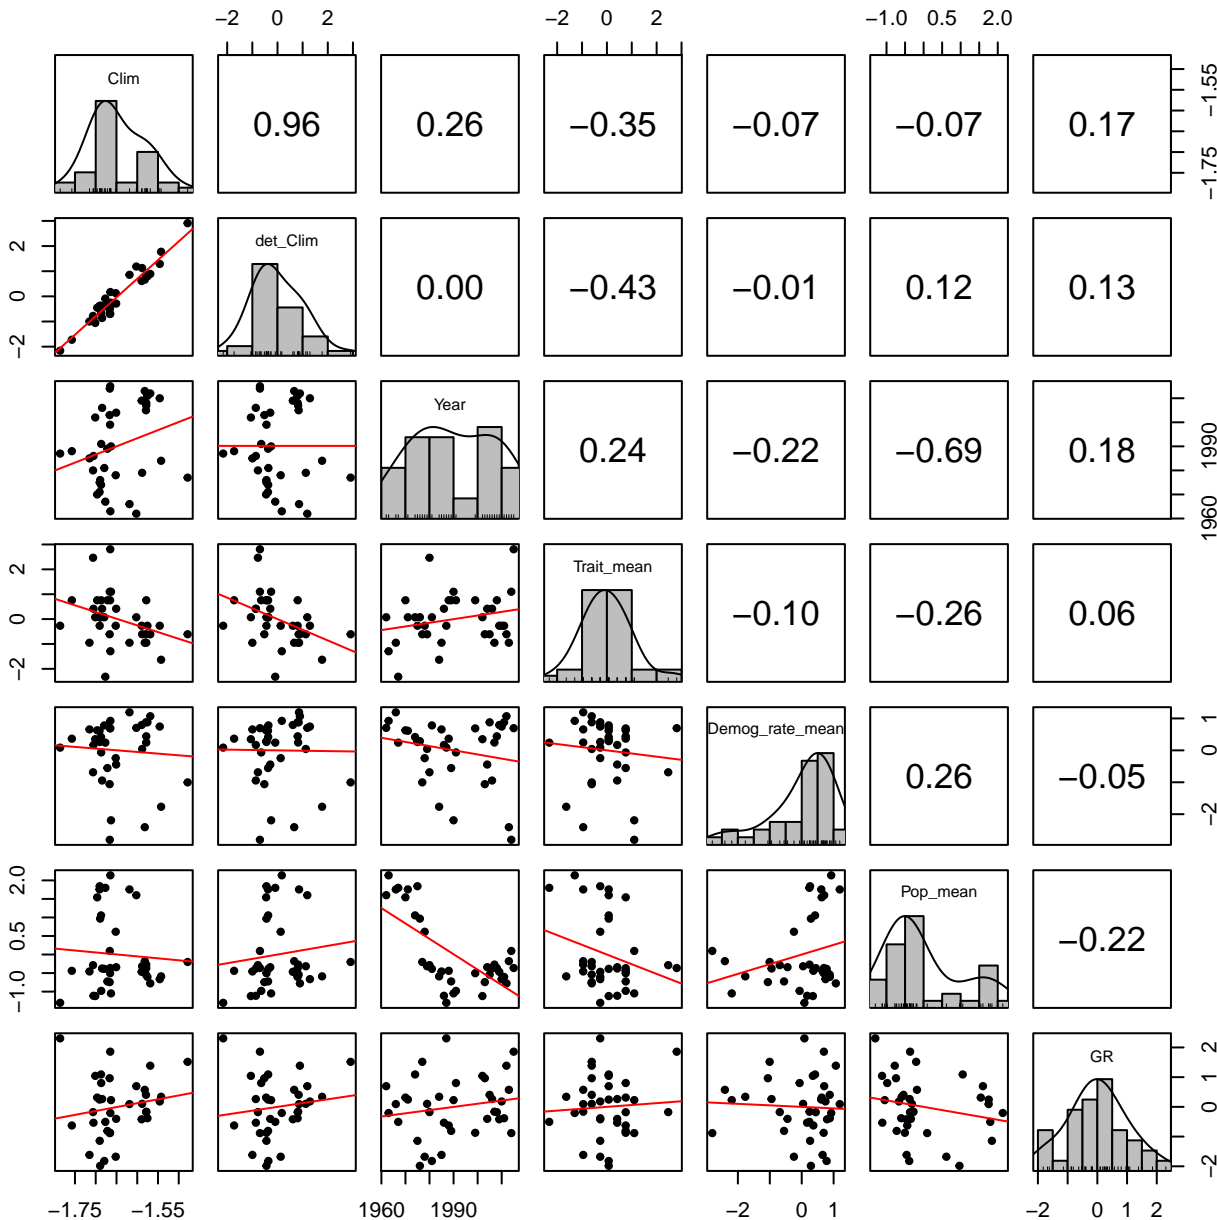 −2 0 2 −2 0 2 −1.0 0.5 2.0
Clim 0.96 0.26 −0.35 −0.07 −0.07 0.17 −1.75 −1.55
−2 0 2 det_Clim 0.00 −0.43 −0.01 0.12 0.13
Year 0.24 −0.22 −0.69 0.18 1960 1990
−2 0 2 Trait_mean −0.10 −0.26 0.06
Demog_rate_mean 0.26 −0.05 −2 0 1
−1.0 0.5 2.0 Pop_mean −0.22
GR −2 0 1 2
−1.75 −1.55 1960 1990 −2 0 1 −2 0 1 2